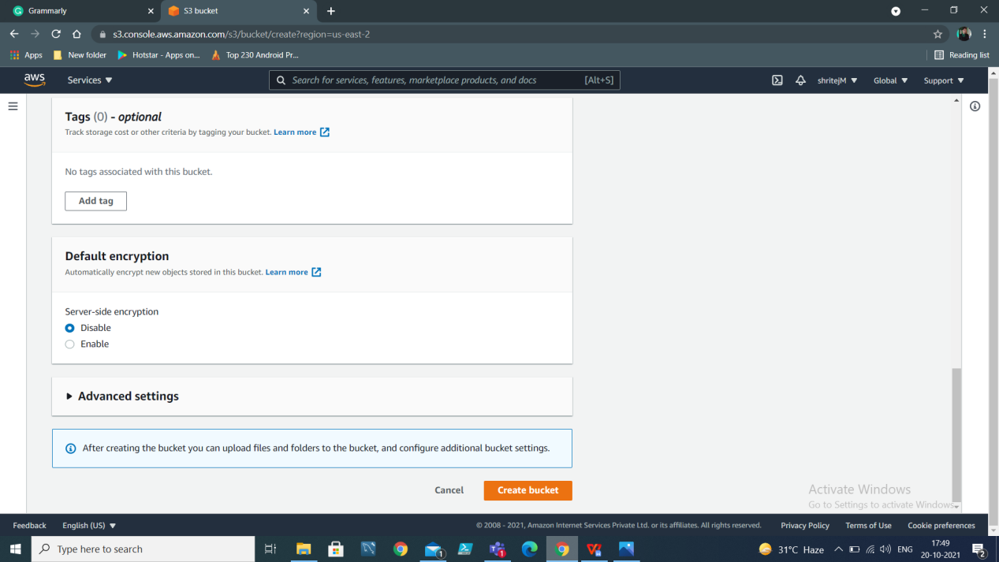 Grammarly
S3 bucket
s3.console.aws.amazon.com/s3/bucket/create?region=us-east-2
Apps
New folder
Hotstar - Apps on...
Top 230 Android Pr...
Reading list
aws
Services
Search for services, features, marketplace products, and docs
[Alt+S]
shritejM
Global
Support
Tags (0) - optional
Track storage cost or other criteria by tagging your bucket. Learn more
No tags associated with this bucket.
Add tag
Default encryption
Automatically encrypt new objects stored in this bucket. Learn more
Server-side encryption
Disable
Enable
Advanced settings
After creating the bucket you can upload files and folders to the bucket, and configure additional bucket settings.
Cancel
Create bucket
Activate Windows
Go to Settings to activate Windows.
Feedback
English (US)
© 2008 - 2021, Amazon Internet Services Private Ltd. or its affiliates. All rights reserved.
Privacy Policy
Terms of Use
Cookie preferences
Type here to search
1
1
31°C Haze
ENG
17:49
20-10-2021
2